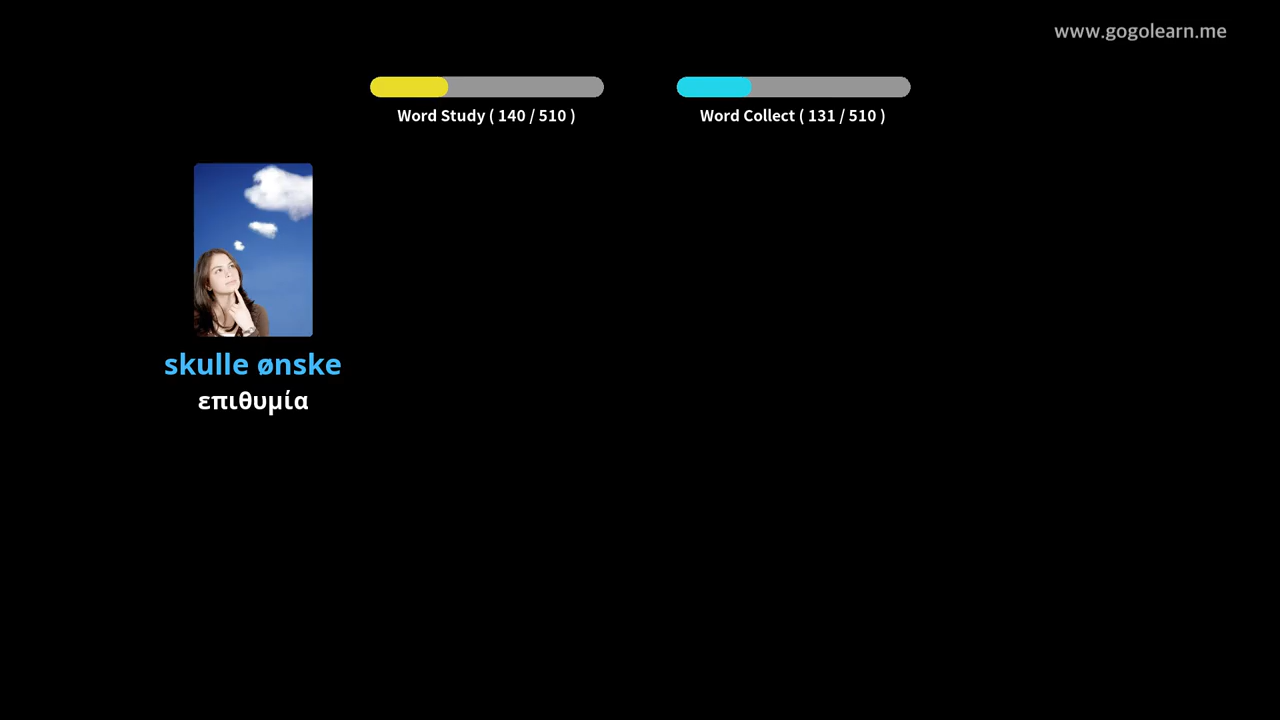 www.gogolearn.me
Word Study ( 140 / 510 )
Word Collect ( 131 / 510 )
skulle ønske
επιθυμία